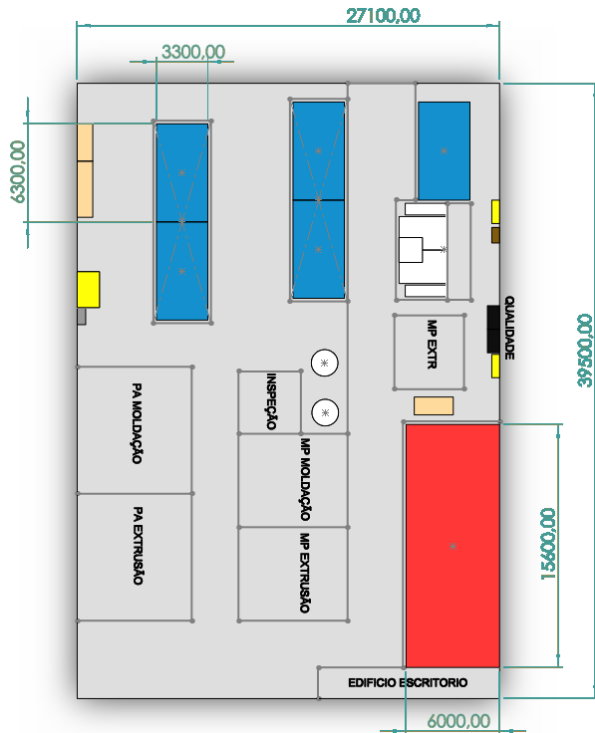 27100,00
3300,00
6300,00
39500,00
QUALIDADE
MP EXTR
INSPEÇÃO
PA MOLDAÇÃO
MP MOLDAÇÃO
PA EXTRUSÃO
MP EXTRUSÃO
15600,00
EDIFICIO ESCRITORIO
6000,00